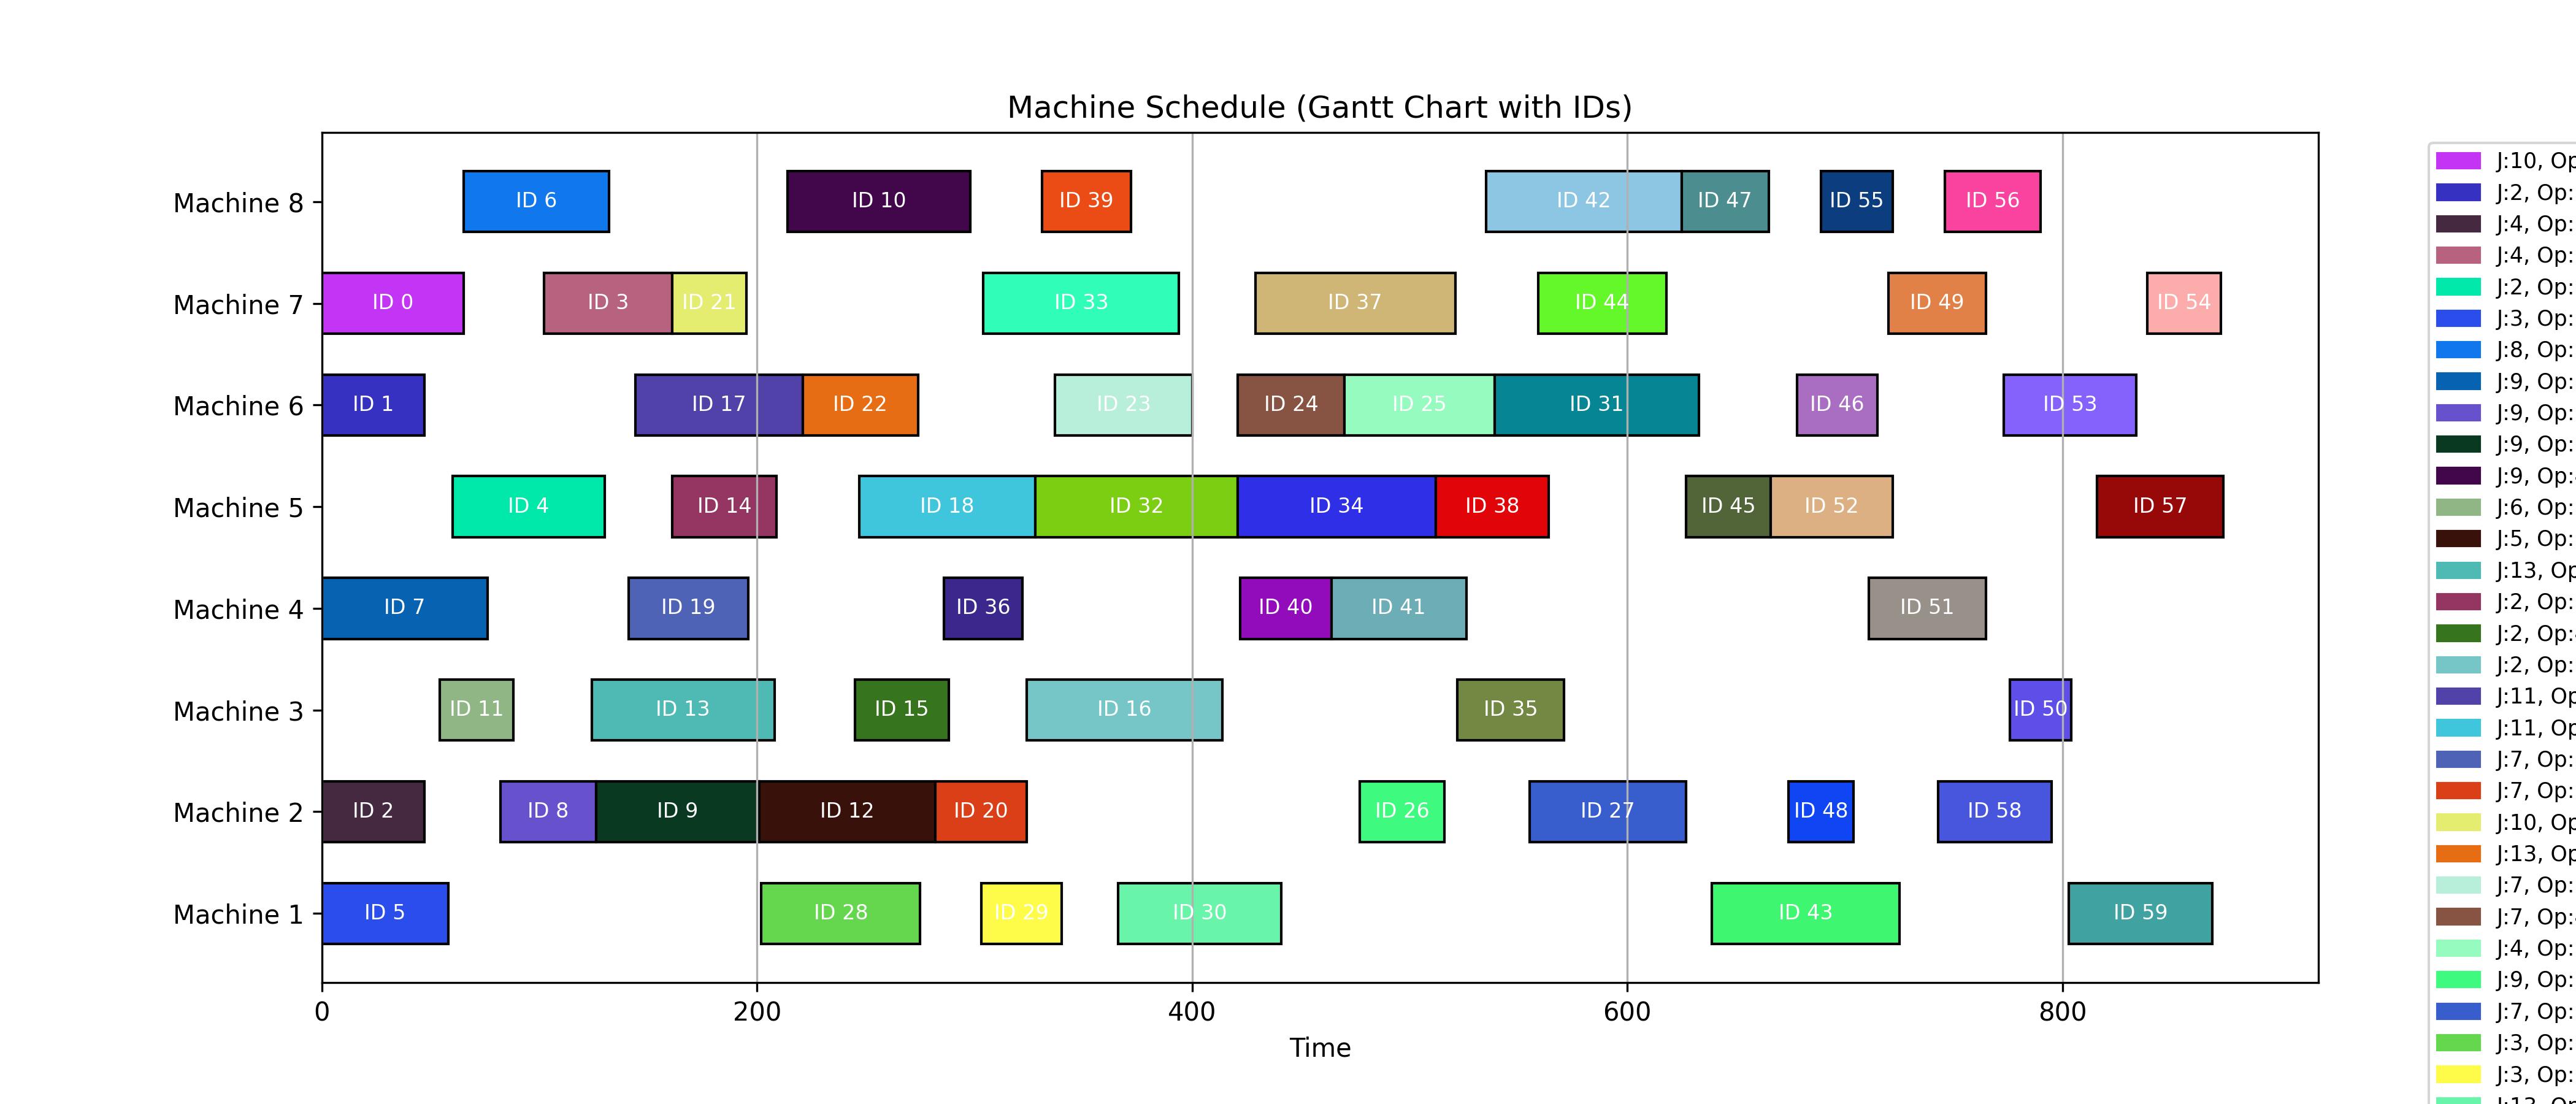 Machine Schedule (Gantt Chart with IDs)
Machine 8
ID 6
ID 10
ID 39
ID 42
ID 47
ID 55
ID 56
Machine 7
ID 0
ID 3
ID 21
ID 33
ID 37
ID 44
ID 49
ID 54
Machine 6
ID 1
ID 17
ID 22
ID 23
ID 24
ID 25
ID 31
ID 46
ID 53
Machine 5
ID 4
ID 14
ID 18
ID 32
ID 34
ID 38
ID 45
ID 52
ID 57
Machine 4
ID 7
ID 19
ID 36
ID 40
ID 41
ID 51
Machine 3
ID 11
ID 13
ID 15
ID 16
ID 35
ID 50
Machine 2
ID 2
ID 8
ID 9
ID 12
ID 20
ID 26
ID 27
ID 48
ID 58
Machine 1
ID 5
ID 28
ID 29
ID 30
ID 43
ID 59
0
200
400
600
800
Time
J:10, Op
J:2, Op:
J:4, Op:
J:4, Op:
J:2, Op:
J:3, Op:
J:8, Op:
J:9, Op:
J:9, Op:
J:9, Op:
J:9, Op:
J:6, Op:
J:5, Op:
J:13, Op
J:2, Op:
J:2, Op:
J:2, Op:
J:11, Op
J:11, Op
J:7, Op:
J:7, Op:
J:10, Op
J:13, Op
J:7, Op:
J:7, Op:
J:4, Op:
J:9, Op:
J:7, Op:
J:3, Op:
J:3, Op: